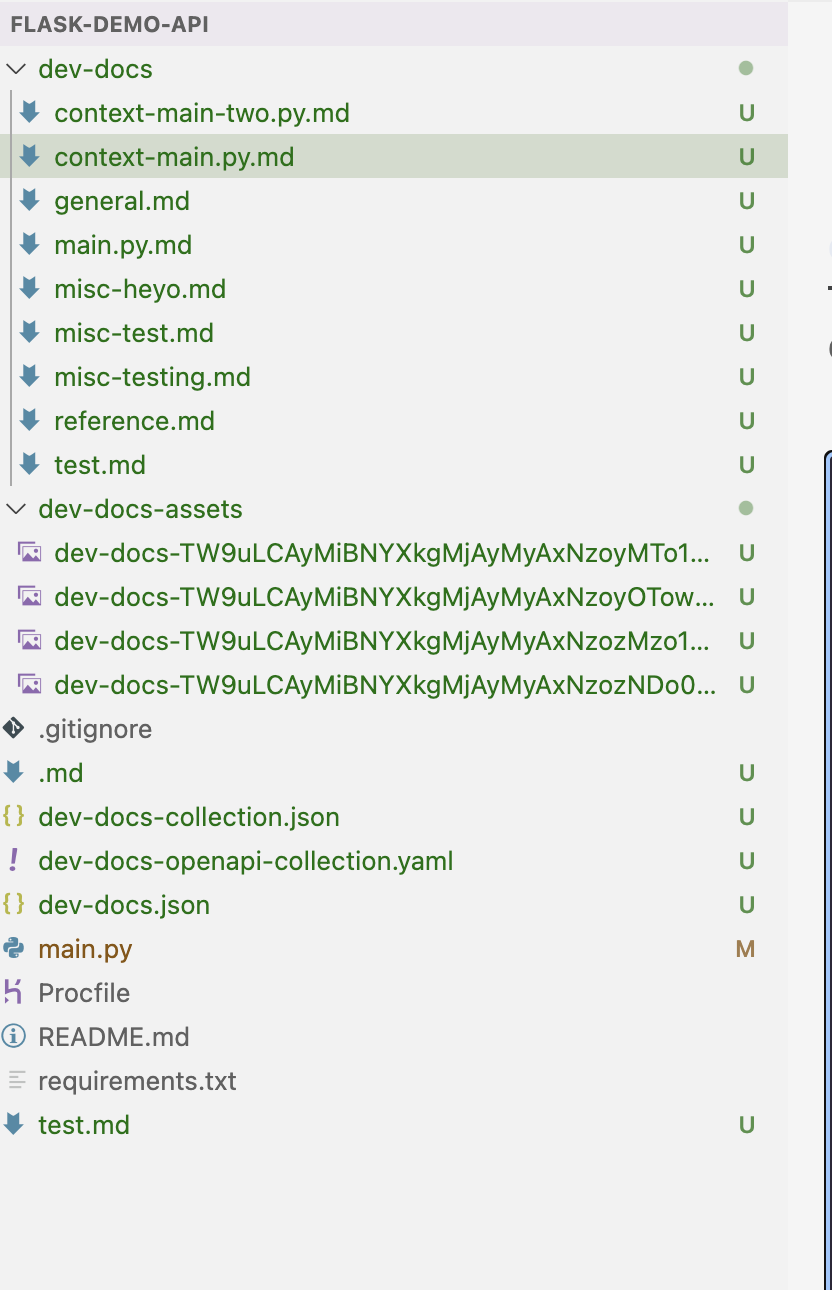 FLASK-DEMO-API
dev-docs
context-main-two.py.md U
context-main.py.md U
general.md U
main.py.md U
misc-heyo.md U
misc-test.md U
misc-testing.md U
reference.md U
test.md U
dev-docs-assets
dev-docs-TW9uLCAyMiBNYXkgMjAyMyAxNzoyMTo1... U
dev-docs-TW9uLCAyMiBNYXkgMjAyMyAxNzoyOTow... U
dev-docs-TW9uLCAyMiBNYXkgMjAyMyAxNzozMzo1... U
dev-docs-TW9uLCAyMiBNYXkgMjAyMyAxNzozNDo0... U
.gitignore
.md U
dev-docs-collection.json U
dev-docs-openapi-collection.yaml U
dev-docs.json U
main.py M
Procfile
README.md
requirements.txt
test.md U